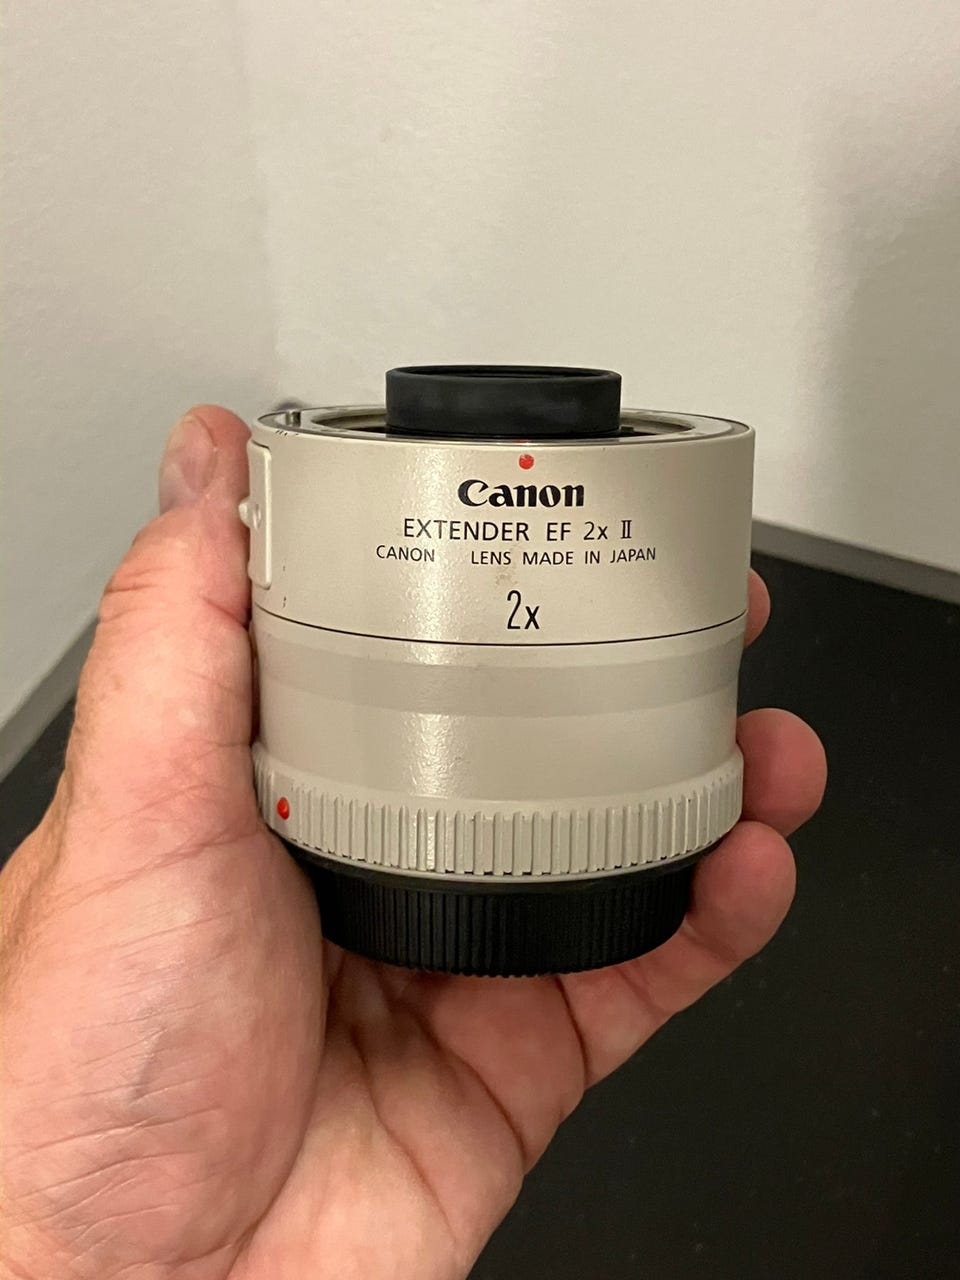 Canon
EXTENDER EF 2x II
CANON LENS MADE IN JAPAN
2x